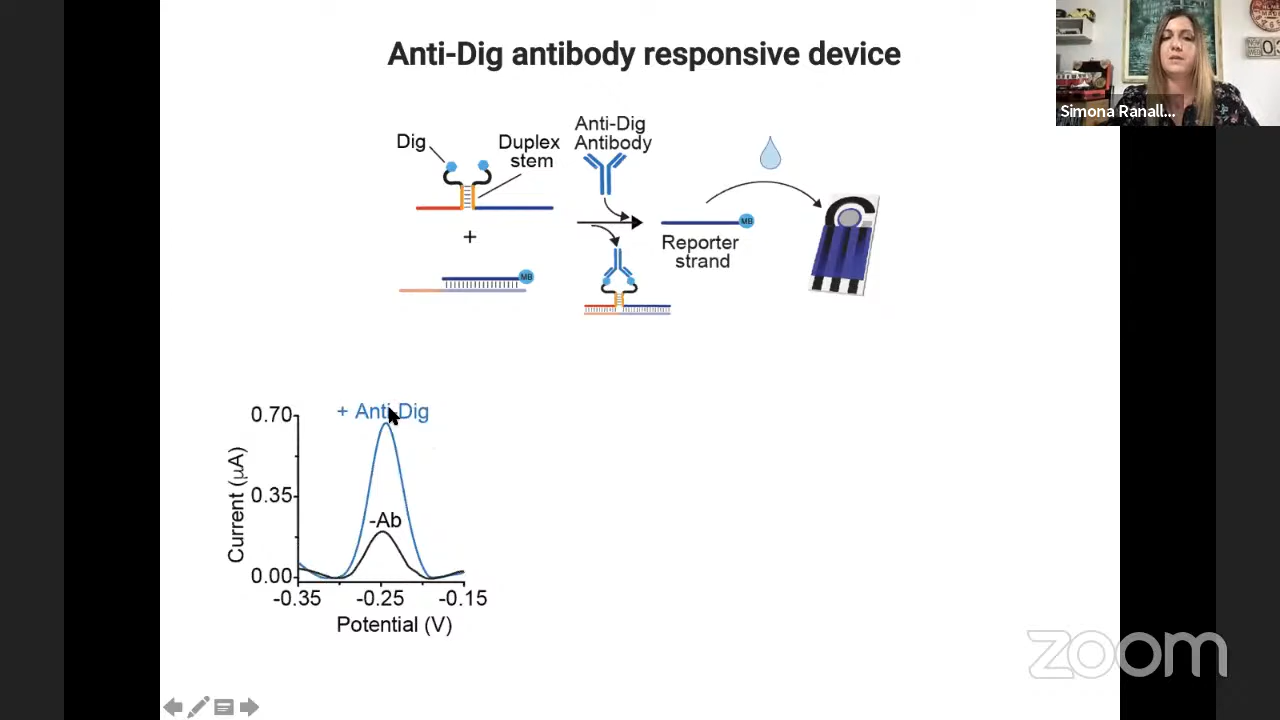 Anti-Dig antibody responsive device
Simona Ranall...
Dig
Duplex
stem
Anti-Dig
Antibody
+
MB
MB
Reporter
strand
+ Anti-Dig
-Ab
0.70
0.35
0.00
Current (µA)
-0.35
-0.25
-0.15
Potential (V)
zoom